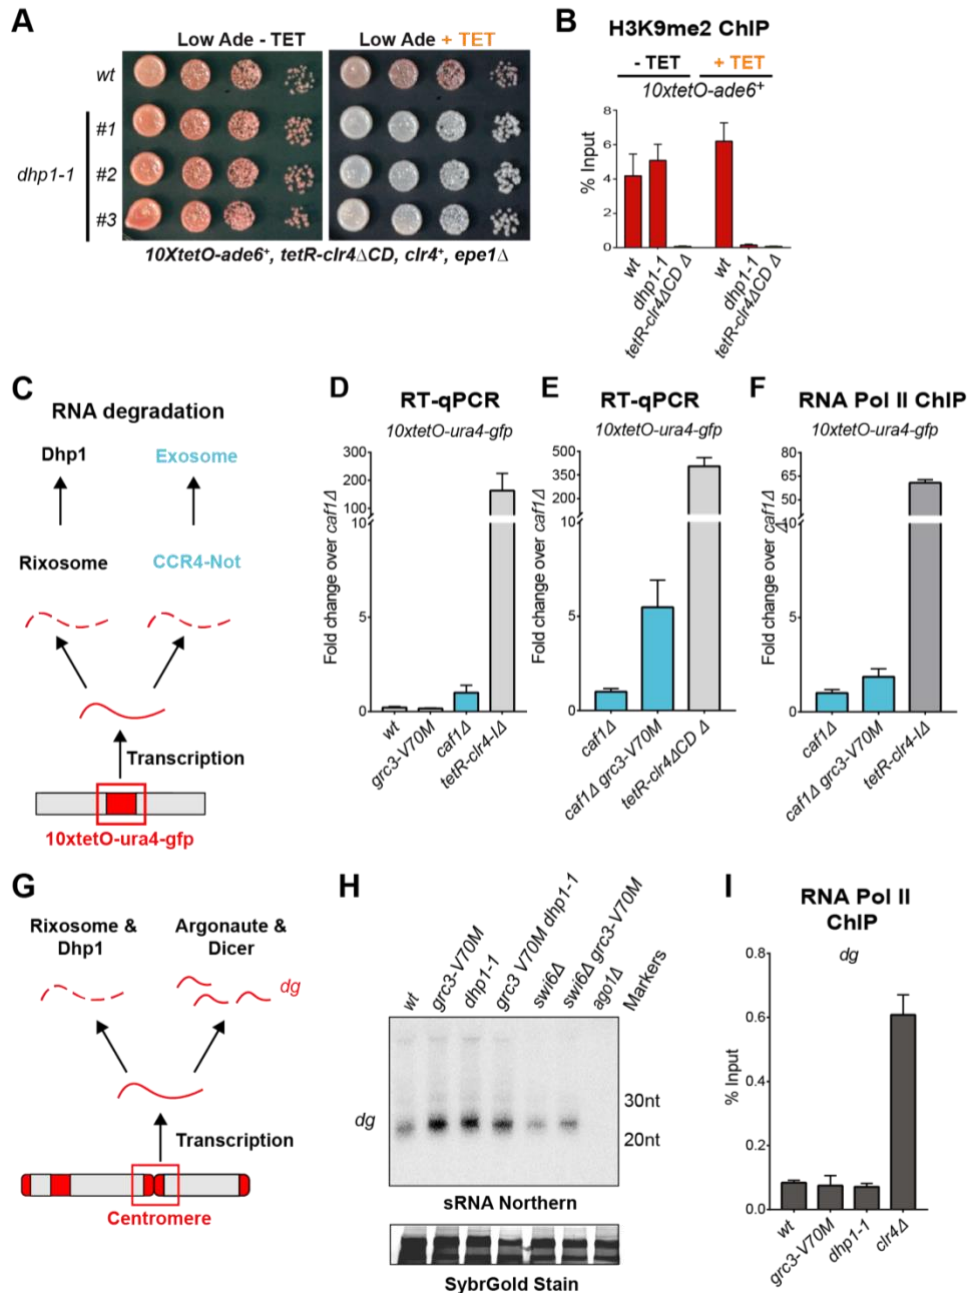 A
Low Ade - TET
Low Ade + TET
wt
#1
dhp1-1
#2
#3
10XtetO-ade6+, tetR-clr4ΔCD, clr4+, epe1Δ
B
H3K9me2 ChIP
- TET
+ TET
10xtetO-ade6+
% Input
8
6
4
2
0
wt
dhp1-1
tetR-clr4ΔCD Δ
wt
dhp1-1
tetR-clr4ΔCD Δ
C
RNA degradation
Dhp1
Exosome
Rixosome
CCR4-Not
Transcription
10xtetO-ura4-gfp
D
RT-qPCR
10xtetO-ura4-gfp
Fold change over caf1Δ
300
200
100
10
5
0
wt
grc3-V70M
caf1Δ
tetR-clr4-IΔ
E
RT-qPCR
10xtetO-ura4-gfp
Fold change over caf1Δ
500
350
200
10
5
0
caf1Δ
caf1Δ grc3-V70M
tetR-clr4ΔCD Δ
F
RNA Pol II ChIP
10xtetO-ura4-gfp
Fold change over caf1Δ
Δ
80
65
50
10
5
0
caf1Δ
caf1Δ grc3-V70M
tetR-clr4-IΔ
G
Rixosome &
Dhp1
Argonaute &
Dicer
dg
Transcription
Centromere
H
wt
grc3-V70M
dhp1-1
grc3 V70M dhp1-1
swi6Δ
swi6Δ grc3-V70M
ago1Δ
Markers
dg
30nt
20nt
sRNA Northern
SybrGold Stain
I
RNA Pol II
ChIP
dg
% Input
0.8
0.6
0.4
0.2
0.0
wt
grc3-V70M
dhp1-1
clr4Δ